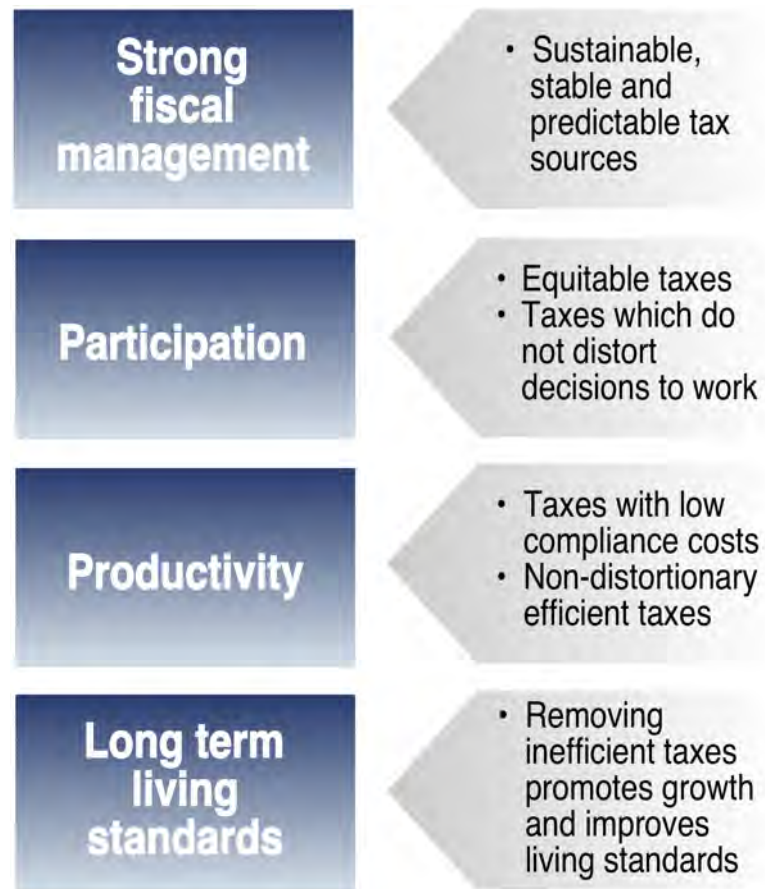 Strong
fiscal
management
• Sustainable,
stable and
predictable tax
sources
Participation
• Equitable taxes
• Taxes which do
not distort
decisions to work
Productivity
• Taxes with low
compliance costs
• Non-distortionary
efficient taxes
Long term
living
standards
• Removing
inefficient taxes
promotes growth
and improves
living standards